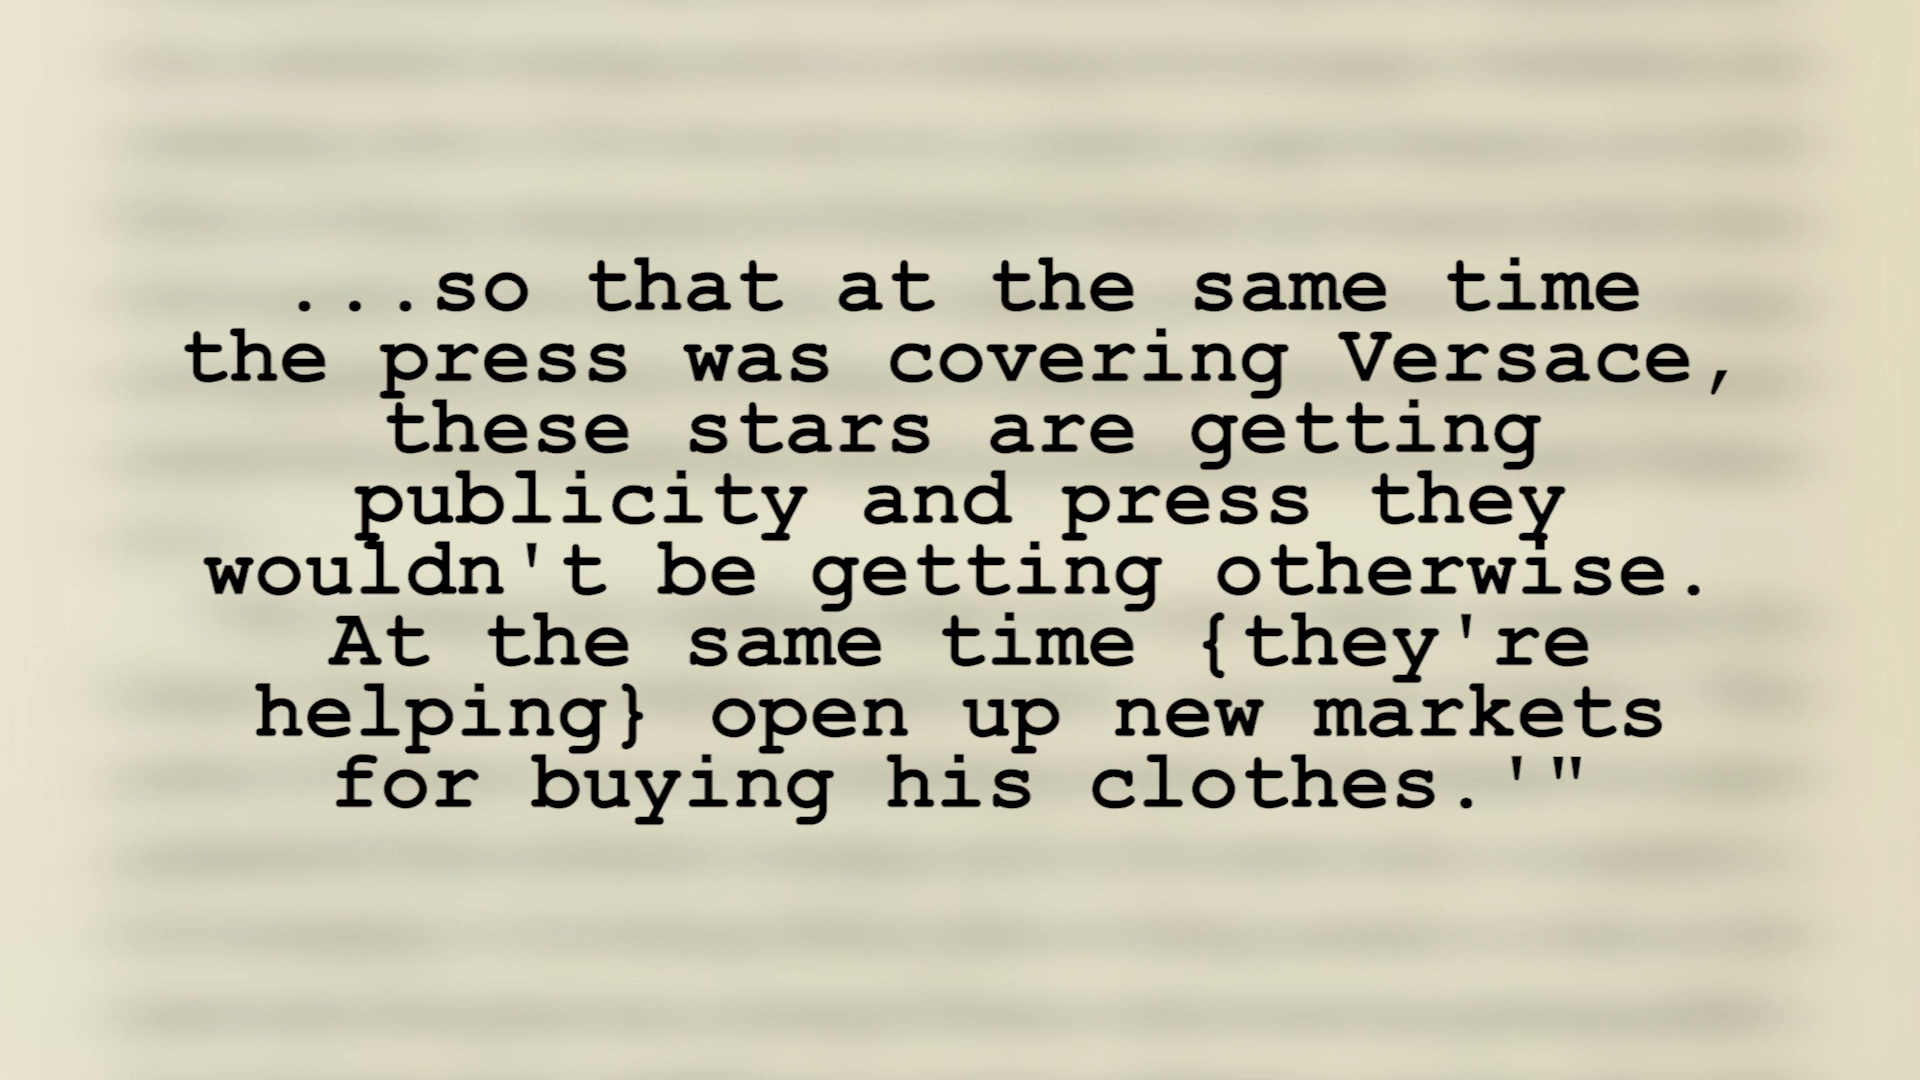 ...so that at the same time
the press was covering Versace,
these stars are getting
publicity and press they
wouldn't be getting otherwise.
At the same time {they're
helping} open up new markets
for buying his clothes.'"